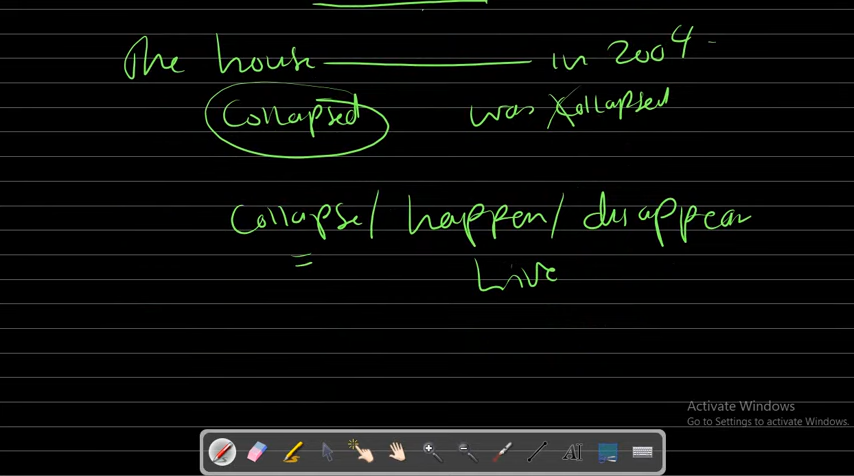 The house ________ in 2004
Collapsed was Collapsed
Collapse / happen / disappear
Live
Activate Windows
Go to Settings to activate Windows.
AI